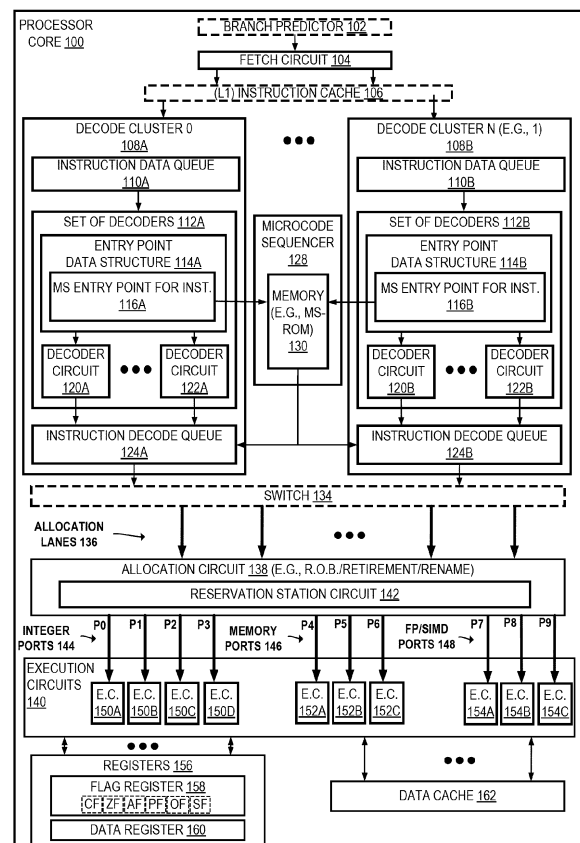 PROCESSOR
CORE 100
BRANCH PREDICTOR 102
FETCH CIRCUIT 104
(L1) INSTRUCTION CACHE 106
DECODE CLUSTER 0
108A
INSTRUCTION DATA QUEUE
110A
SET OF DECODERS 112A
ENTRY POINT
DATA STRUCTURE 114A
MS ENTRY POINT FOR INST.
116A
DECODER
CIRCUIT
120A
DECODER
CIRCUIT
122A
INSTRUCTION DECODE QUEUE
124A
MICROCODE
SEQUENCER
128
MEMORY
(E.G., MS-
ROM)
130
DECODE CLUSTER N (E.G., 1)
108B
INSTRUCTION DATA QUEUE
110B
SET OF DECODERS 112B
ENTRY POINT
DATA STRUCTURE 114B
MS ENTRY POINT FOR INST.
116B
DECODER
CIRCUIT
120B
DECODER
CIRCUIT
122B
INSTRUCTION DECODE QUEUE
124B
SWITCH 134
ALLOCATION
LANES 136
ALLOCATION CIRCUIT 138 (E.G., R.O.B./RETIREMENT/RENAME)
RESERVATION STATION CIRCUIT 142
INTEGER
PORTS 144
P0 P1 P2 P3
MEMORY
PORTS 146
P4 P5 P6
FP/SIMD
PORTS 148
P7 P8 P9
EXECUTION
CIRCUITS
140
E.C. E.C. E.C. E.C. E.C. E.C. E.C. E.C. E.C. E.C.
150A 150B 150C 150D 152A 152B 152C 154A 154B 154C
REGISTERS 156
FLAG REGISTER 158
CF ZF AF PF OF SF
DATA REGISTER 160
DATA CACHE 162